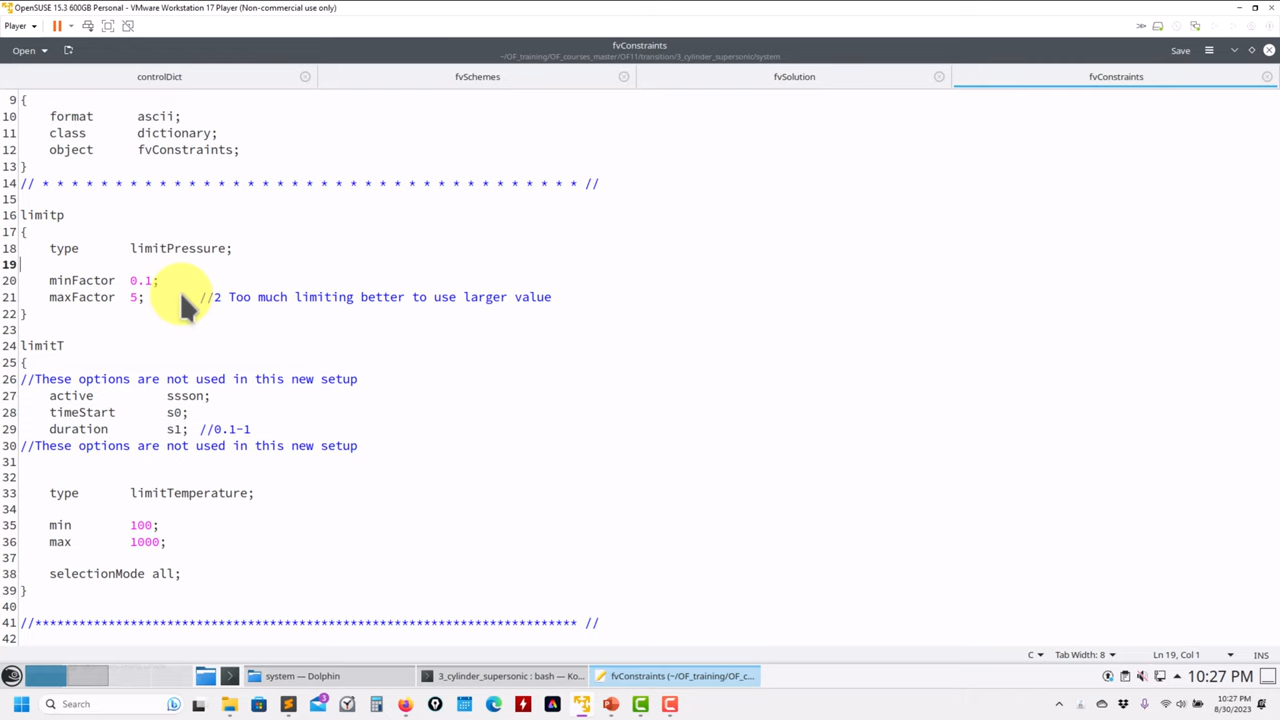 OpenSUSE 15.3 600GB Personal - VMware Workstation 17 Player (Non-commercial use only)
Player
Open
fvConstraints
~/OF_training/OF_courses_master/OF11/transition/3_cylinder_supersonic/system
Save
controlDict
fvSchemes
fvSolution
fvConstraints
9 {
10     format      ascii;
11     class       dictionary;
12     object      fvConstraints;
13 }
14 // * * * * * * * * * * * * * * * * * * * * * * * * * * * * * * * * * * * * * //
15
16 limitp
17 {
18     type       limitPressure;
19
20     minFactor  0.1;
21     maxFactor  5;        //2 Too much limiting better to use larger value
22 }
23
24 limitT
25 {
26 //These options are not used in this new setup
27     active          ssson;
28     timeStart       s0;
29     duration        s1;  //0.1-1
30 //These options are not used in this new setup
31
32
33     type       limitTemperature;
34
35     min        100;
36     max        1000;
37
38     selectionMode all;
39 }
40
41 //************************************************************************** //
42
C
Tab Width: 8
Ln 19, Col 1
INS
system — Dolphin
3_cylinder_supersonic : bash — Ko...
fvConstraints (~/OF_training/OF_c...
10:27 PM
Search
3
10:27 PM
8/30/2023